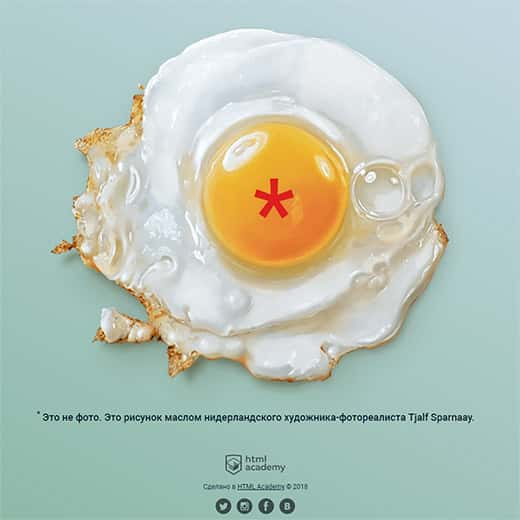 *
* Это не фото. Это рисунок маслом нидерландского художника-фотореалиста Tjalf Sparnaay.
html
academy
Сделано в HTML Academy © 2018